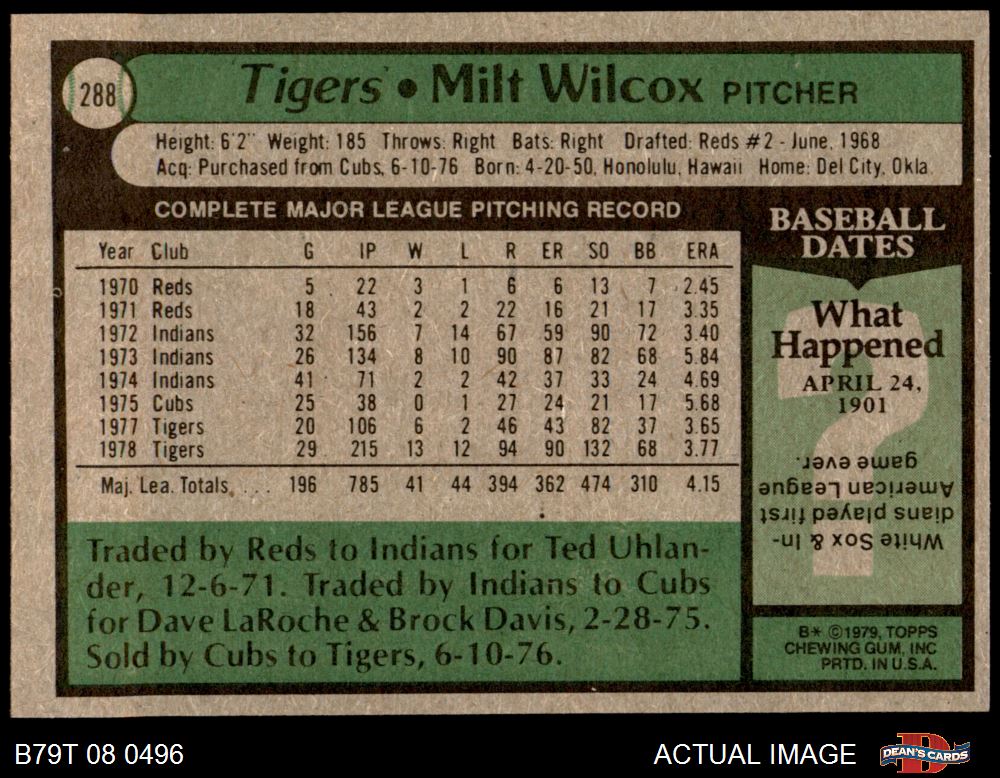 288
Tigers • Milt Wilcox PITCHER
Height: 6'2" Weight: 185 Throws: Right Bats: Right Drafted: Reds #2 - June, 1968
Acq: Purchased from Cubs, 6-10-76 Born: 4-20-50, Honolulu, Hawaii Home: Del City, Okla.
COMPLETE MAJOR LEAGUE PITCHING RECORD
Year Club G IP W L R ER SO BB ERA
1970 Reds 5 22 3 1 6 6 13 7 2.45
1971 Reds 18 43 2 2 22 16 21 17 3.35
1972 Indians 32 156 7 14 67 59 90 72 3.40
1973 Indians 26 134 8 10 90 87 82 68 5.84
1974 Indians 41 71 2 2 42 37 33 24 4.69
1975 Cubs 25 38 0 1 27 24 21 17 5.68
1977 Tigers 20 106 6 2 46 43 82 37 3.65
1978 Tigers 29 215 13 12 94 90 132 68 3.77
Maj. Lea. Totals. . . . 196 785 41 44 394 362 474 310 4.15
Traded by Reds to Indians for Ted Uhlan-
der, 12-6-71. Traded by Indians to Cubs
for Dave LaRoche & Brock Davis, 2-28-75.
Sold by Cubs to Tigers, 6-10-76.
BASEBALL
DATES
What
Happened
APRIL 24,
1901
?
White Sox & In-
dians played first
American League
game ever.
B* ©1979, TOPPS
CHEWING GUM, INC
PRTD. IN U.S.A.
B79T 08 0496
ACTUAL IMAGE
D
DEAN'S CARDS